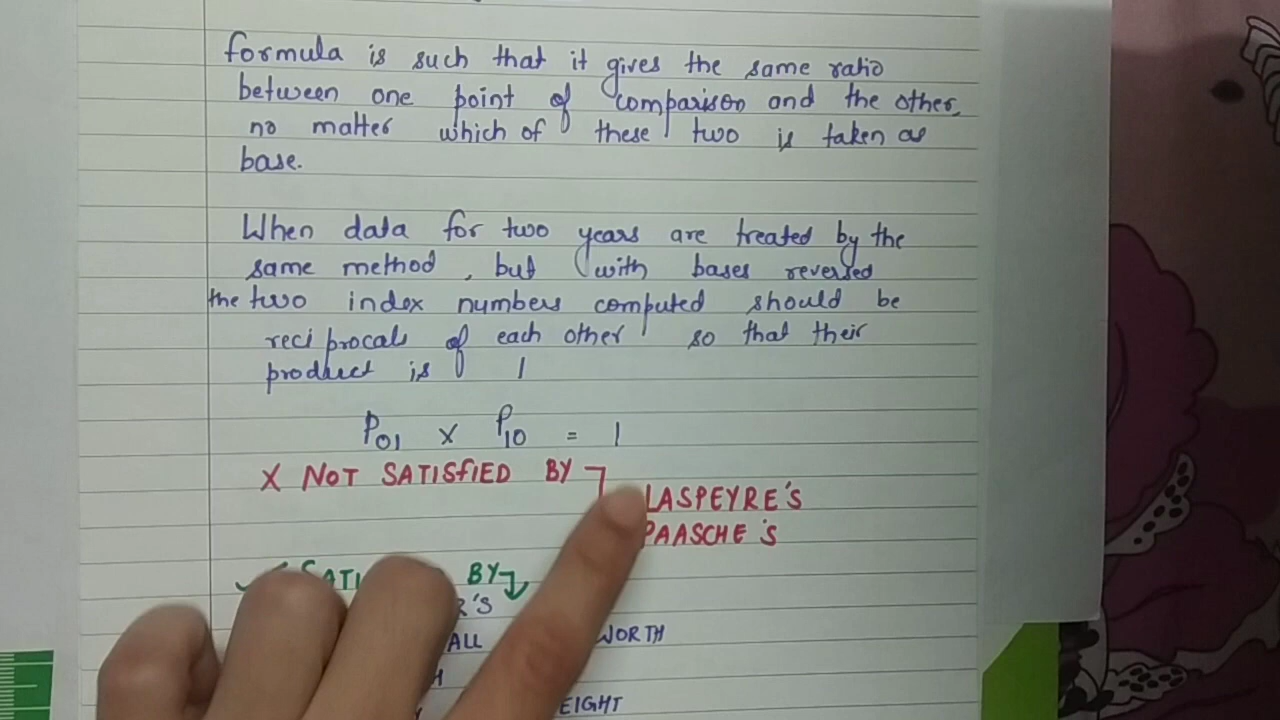 formula is such that it gives the same ratio
between one point of comparison and the other,
no matter which of these two is taken as
base.
When data for two years are treated by the
same method, but with bases reversed
the two index numbers computed should be
reciprocals of each other so that their
product is 1
P01 x P10 = 1
X NOT SATISFIED BY
LASPEYRE'S
PAASCHE'S
BY